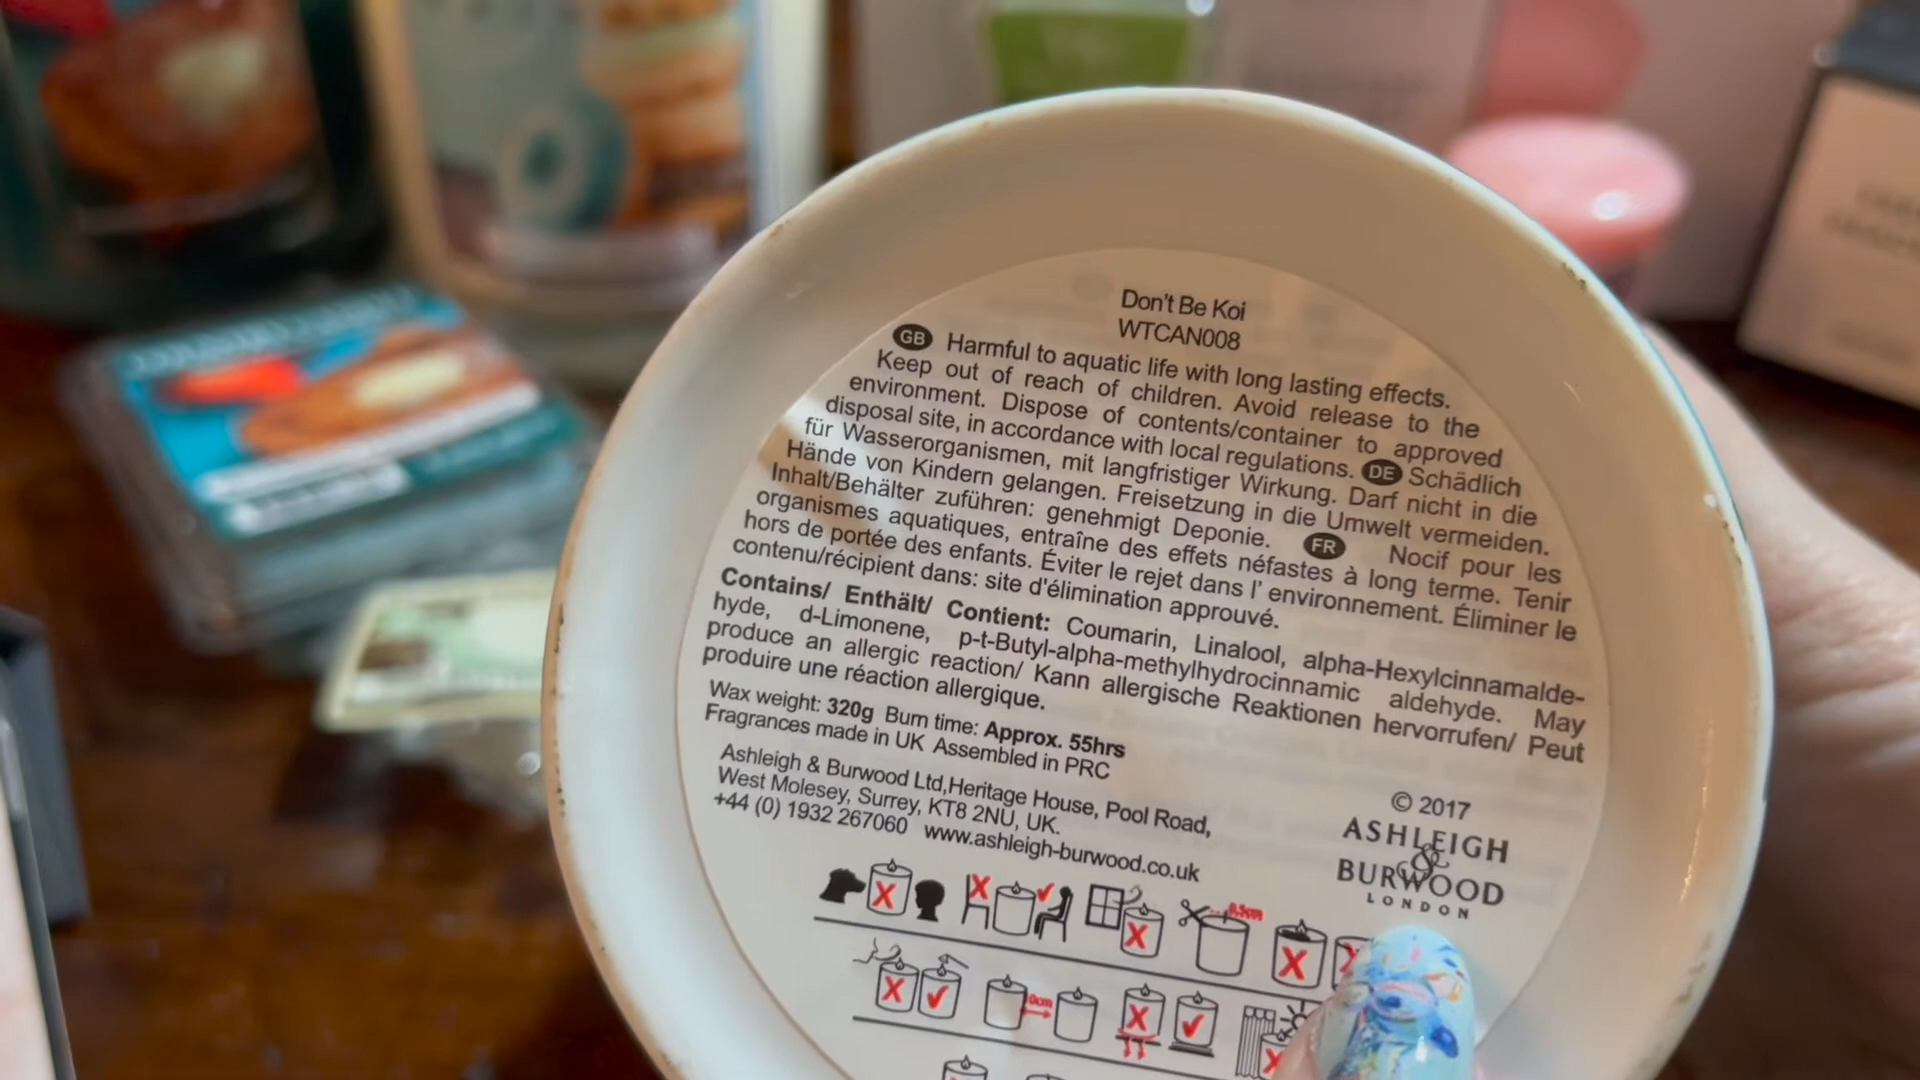 Don't Be Koi
WTCAN008
GB Harmful to aquatic life with long lasting effects.
Keep out of reach of children. Avoid release to the
environment. Dispose of contents/container to approved
disposal site, in accordance with local regulations. DE Schädlich
für Wasserorganismen, mit langfristiger Wirkung. Darf nicht in die
Hände von Kindern gelangen. Freisetzung in die Umwelt vermeiden.
Inhalt/Behälter zuführen: genehmigt Deponie. FR Nocif pour les
organismes aquatiques, entraîne des effets néfastes à long terme. Tenir
hors de portée des enfants. Éviter le rejet dans l' environnement. Éliminer le
contenu/récipient dans: site d'élimination approuvé.
Contains/ Enthält/ Contient: Coumarin, Linalool, alpha-Hexylcinnamalde-
hyde, d-Limonene, p-t-Butyl-alpha-methylhydrocinnamic aldehyde. May
produce an allergic reaction/ Kann allergische Reaktionen hervorrufen/ Peut
produire une réaction allergique.
Wax weight: 320g Burn time: Approx. 55hrs
Fragrances made in UK Assembled in PRC
Ashleigh & Burwood Ltd,Heritage House, Pool Road,
West Molesey, Surrey, KT8 2NU, UK.
+44 (0) 1932 267060 www.ashleigh-burwood.co.uk
© 2017
ASHLEIGH
&
BURWOOD
LONDON
0.5cm